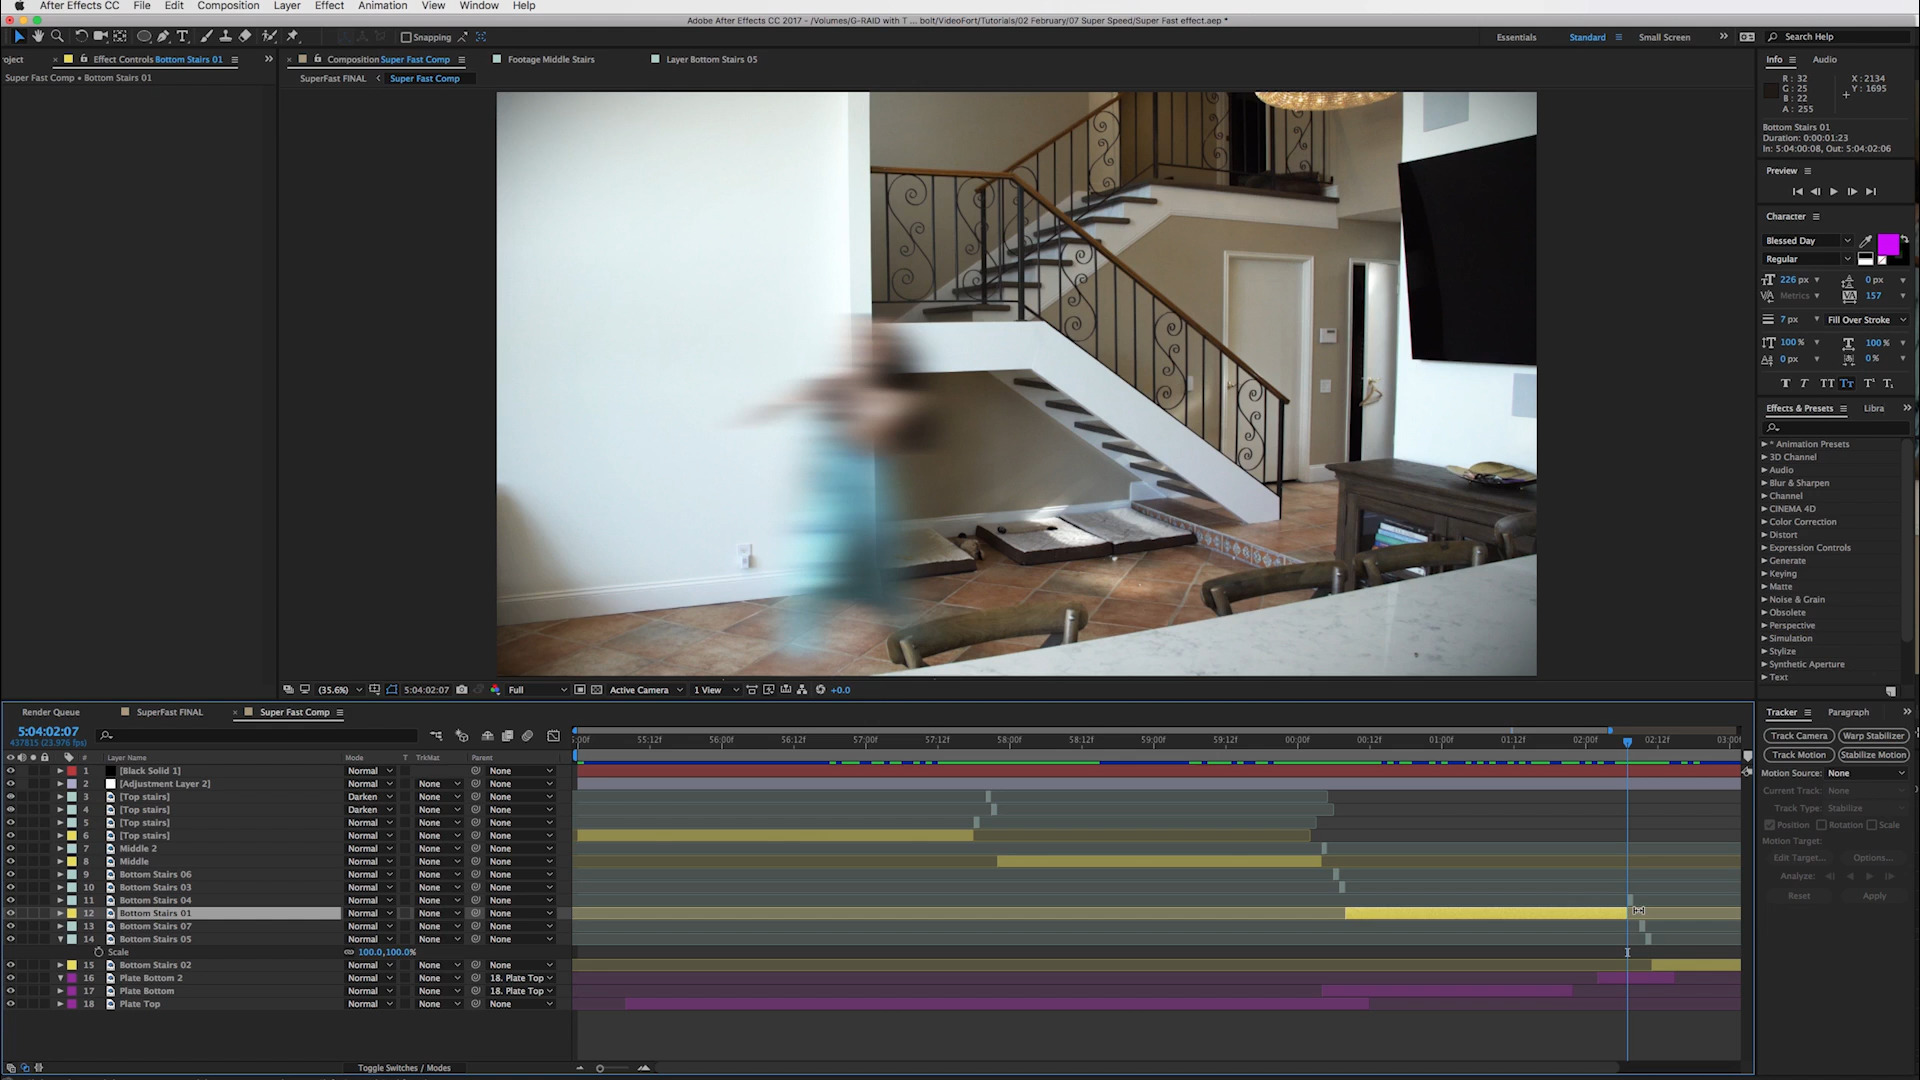 After Effects CC File Edit Composition Layer Effect Animation View Window Help
Adobe After Effects CC 2017 - /Volumes/G-RAID with T ... bolt/VideoFort/Tutorials/02 February/07 Super Speed/Super Fast effect.aep *
Snapping Essentials Standard Small Screen Search Help
oject Effect Controls Bottom Stairs 01 Composition Super Fast Comp Footage Middle Stairs Layer Bottom Stairs 05 Info Audio
Super Fast Comp • Bottom Stairs 01 SuperFast FINAL Super Fast Comp
R : 32 X : 2134
G : 25 Y : 1695
B : 22
A : 255
Bottom Stairs 01
Duration: 0:00:01:23
In: 5:04:00:08, Out: 5:04:02:06
Preview
Character
Blessed Day
Regular
226 px 0 px
Metrics 157
7 px Fill Over Stroke
100 % 100 %
0 px 0 %
T T TT Tт T¹ T₁
Effects & Presets Libra
* Animation Presets
3D Channel
Audio
Blur & Sharpen
Channel
CINEMA 4D
Color Correction
Distort
Expression Controls
Generate
Keying
Matte
Noise & Grain
Obsolete
Perspective
Simulation
Stylize
Synthetic Aperture
Text
(35.6%) 5:04:02:07 Full Active Camera 1 View +0.0
Render Queue SuperFast FINAL Super Fast Comp Tracker Paragraph
5:04:02:07
437815 (23.976 fps)
:00f 55:12f 56:00f 56:12f 57:00f 57:12f 58:00f 58:12f 59:00f 59:12f 00:00f 00:12f 01:00f 01:12f 02:00f 02:12f 03:00f
# Layer Name Mode T TrkMat Parent
1 [Black Solid 1] Normal None
2 [Adjustment Layer 2] Normal None None
3 [Top stairs] Darken None None
4 [Top stairs] Darken None None
5 [Top stairs] Normal None None
6 [Top stairs] Normal None None
7 Middle 2 Normal None None
8 Middle Normal None None
9 Bottom Stairs 06 Normal None None
10 Bottom Stairs 03 Normal None None
11 Bottom Stairs 04 Normal None None
12 Bottom Stairs 01 Normal None None
13 Bottom Stairs 07 Normal None None
14 Bottom Stairs 05 Normal None None
Scale 100.0,100.0%
15 Bottom Stairs 02 Normal None None
16 Plate Bottom 2 Normal None 18. Plate Top
17 Plate Bottom Normal None 18. Plate Top
18 Plate Top Normal None None
Toggle Switches / Modes
Track Camera Warp Stabilizer
Track Motion Stabilize Motion
Motion Source: None
Current Track: None
Track Type: Stabilize
Position Rotation Scale
Motion Target:
Edit Target... Options...
Analyze:
Reset Apply